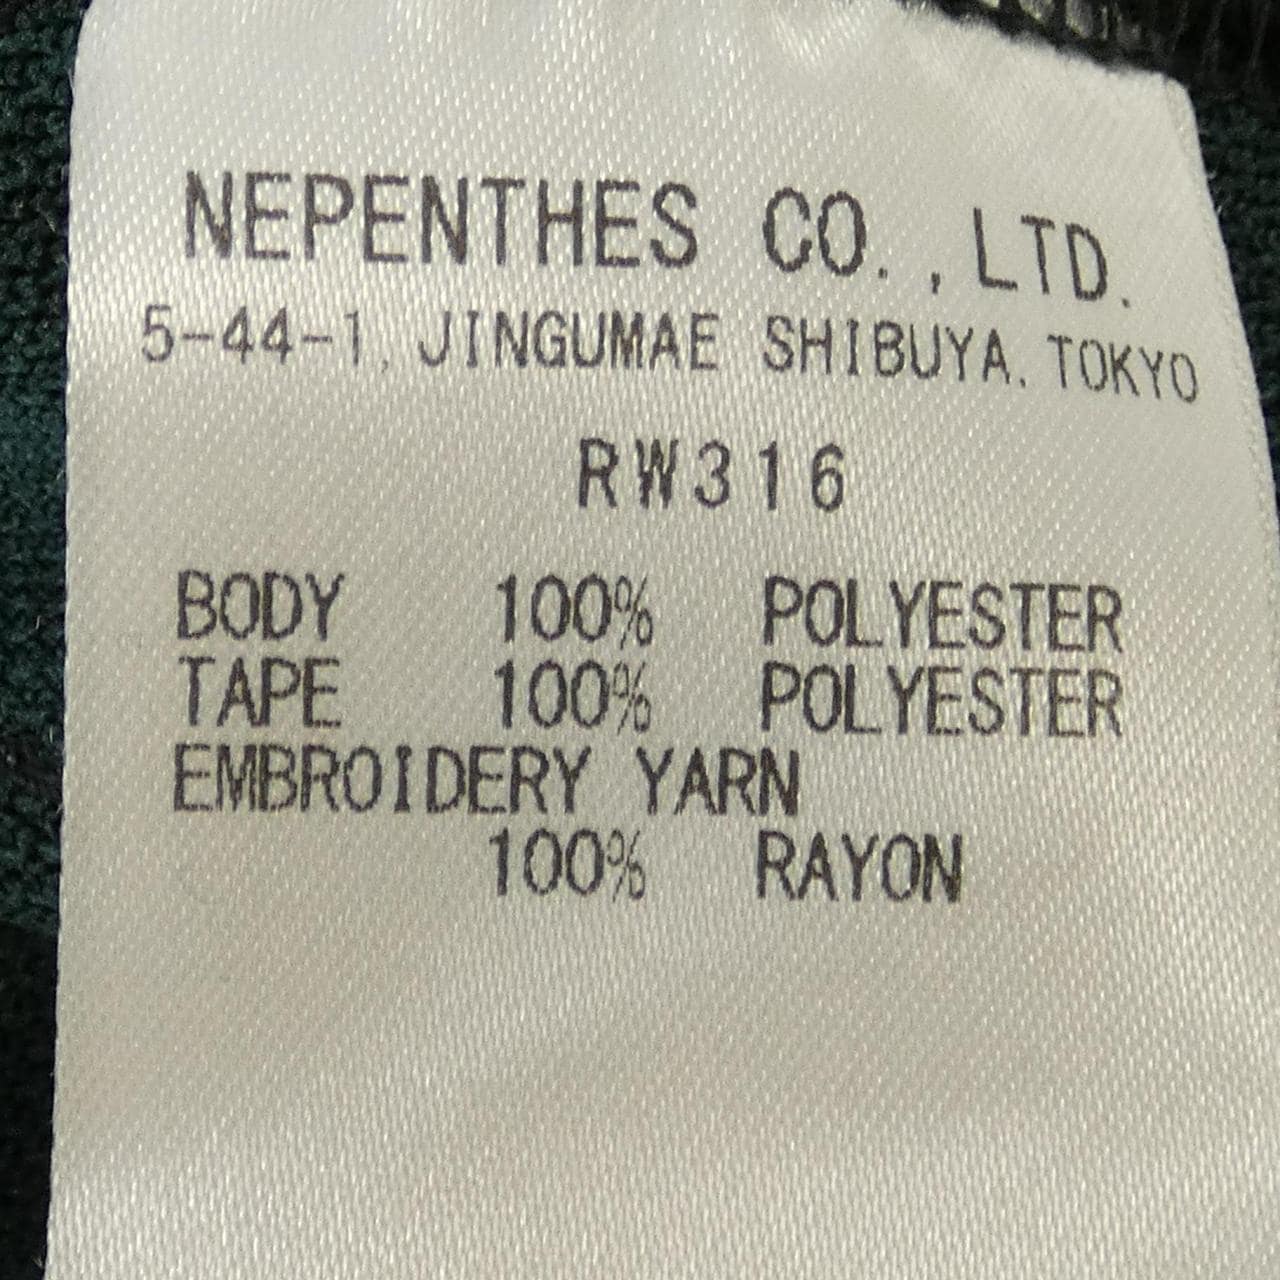 NEPENTHES CO.,LTD.
5-44-1, JINGUMAE SHIBUYA. TOKYO
RW316
BODY 100% POLYESTER
TAPE 100% POLYESTER
EMBROIDERY YARN
100% RAYON